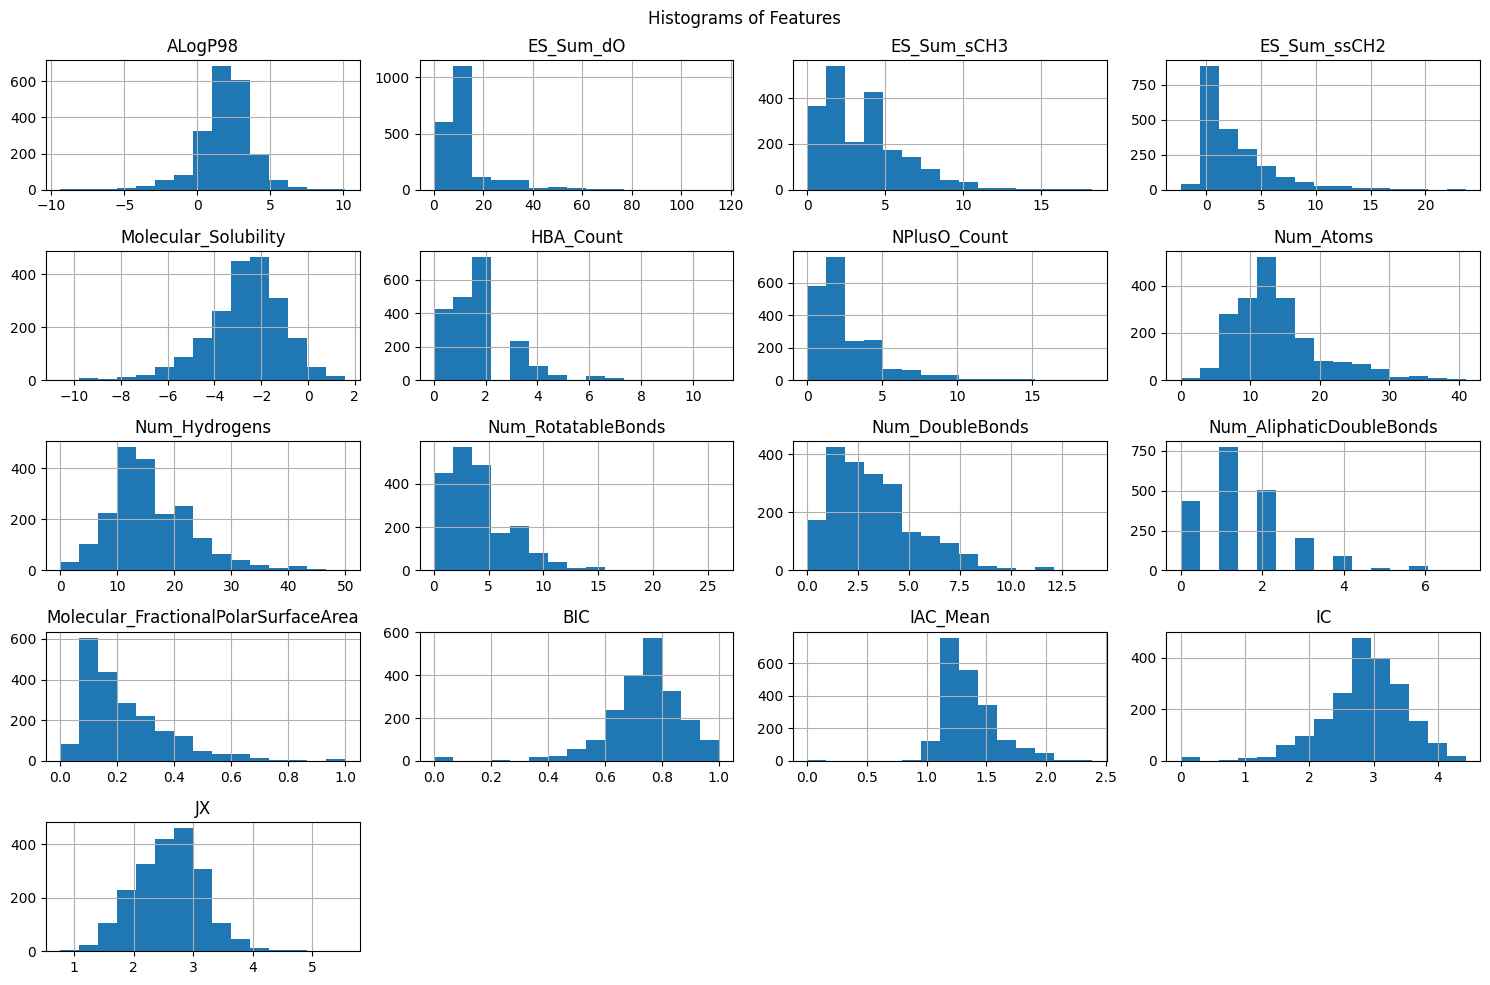 Histograms of Features
ALogP98
ES_Sum_dO
ES_Sum_sCH3
ES_Sum_ssCH2
600
400
200
0
−10 −5 0 5 10
1000
500
0
0 20 40 60 80 100 120
400
200
0
0 5 10 15
750
500
250
0
0 5 10 15 20
Molecular_Solubility
HBA_Count
NPlusO_Count
Num_Atoms
400
200
0
−10 −8 −6 −4 −2 0 2
600
400
200
0
0 2 4 6 8 10
600
400
200
0
0 5 10 15
400
200
0
0 10 20 30 40
Num_Hydrogens
Num_RotatableBonds
Num_DoubleBonds
Num_AliphaticDoubleBonds
400
200
0
0 10 20 30 40 50
400
200
0
0 5 10 15 20 25
400
200
0
0.0 2.5 5.0 7.5 10.0 12.5
750
500
250
0
0 2 4 6
Molecular_FractionalPolarSurfaceArea
BIC
IAC_Mean
IC
600
400
200
0
0.0 0.2 0.4 0.6 0.8 1.0
600
400
200
0
0.0 0.2 0.4 0.6 0.8 1.0
600
400
200
0
0.0 0.5 1.0 1.5 2.0 2.5
400
200
0
0 1 2 3 4
JX
400
200
0
1 2 3 4 5